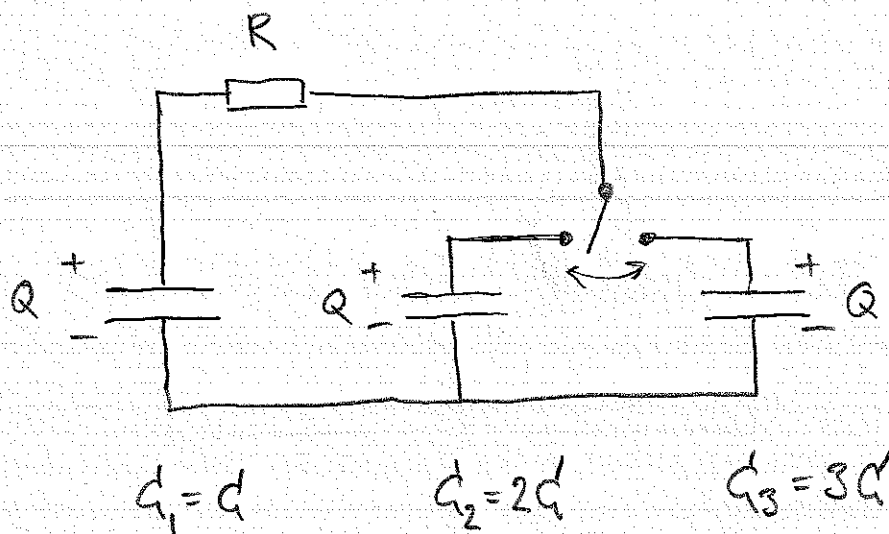 R
+ + +
Q Q Q
- - -
C₁ = C C₂ = 2C C₃ = 3C